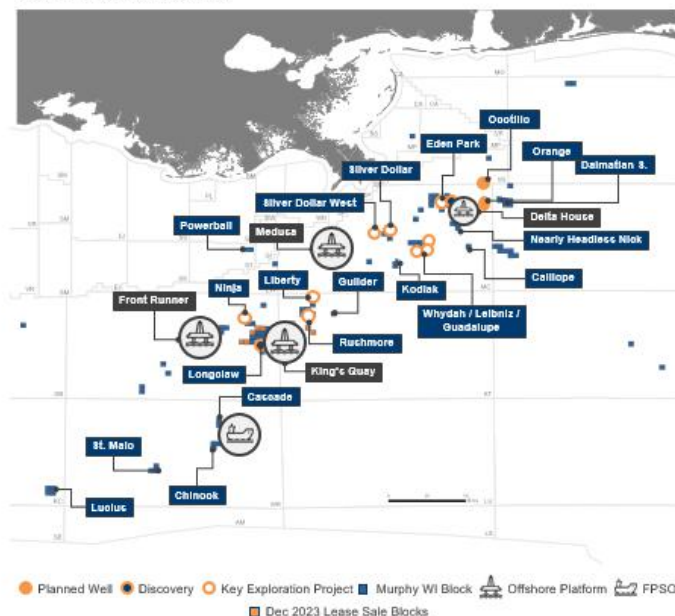 Ocotillo
Eden Park
Orange
Dalmatian S.
Silver Dollar
Silver Dollar West
Delta House
Powerball
Medusa
Nearly Headless Nick
Calliope
Ninja
Liberty
Guilder
Kodiak
Front Runner
Whydah / Leibniz /
Guadalupe
Rushmore
Longclaw
King's Quay
Cascade
St. Malo
Chinook
Lucius
Planned Well Discovery Key Exploration Project Murphy WI Block Offshore Platform FPSO
Dec 2023 Lease Sale Blocks